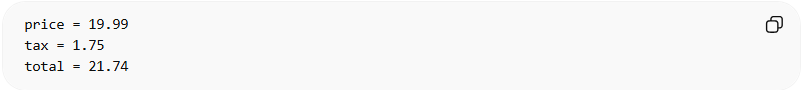 price = 19.99
tax = 1.75
total = 21.74